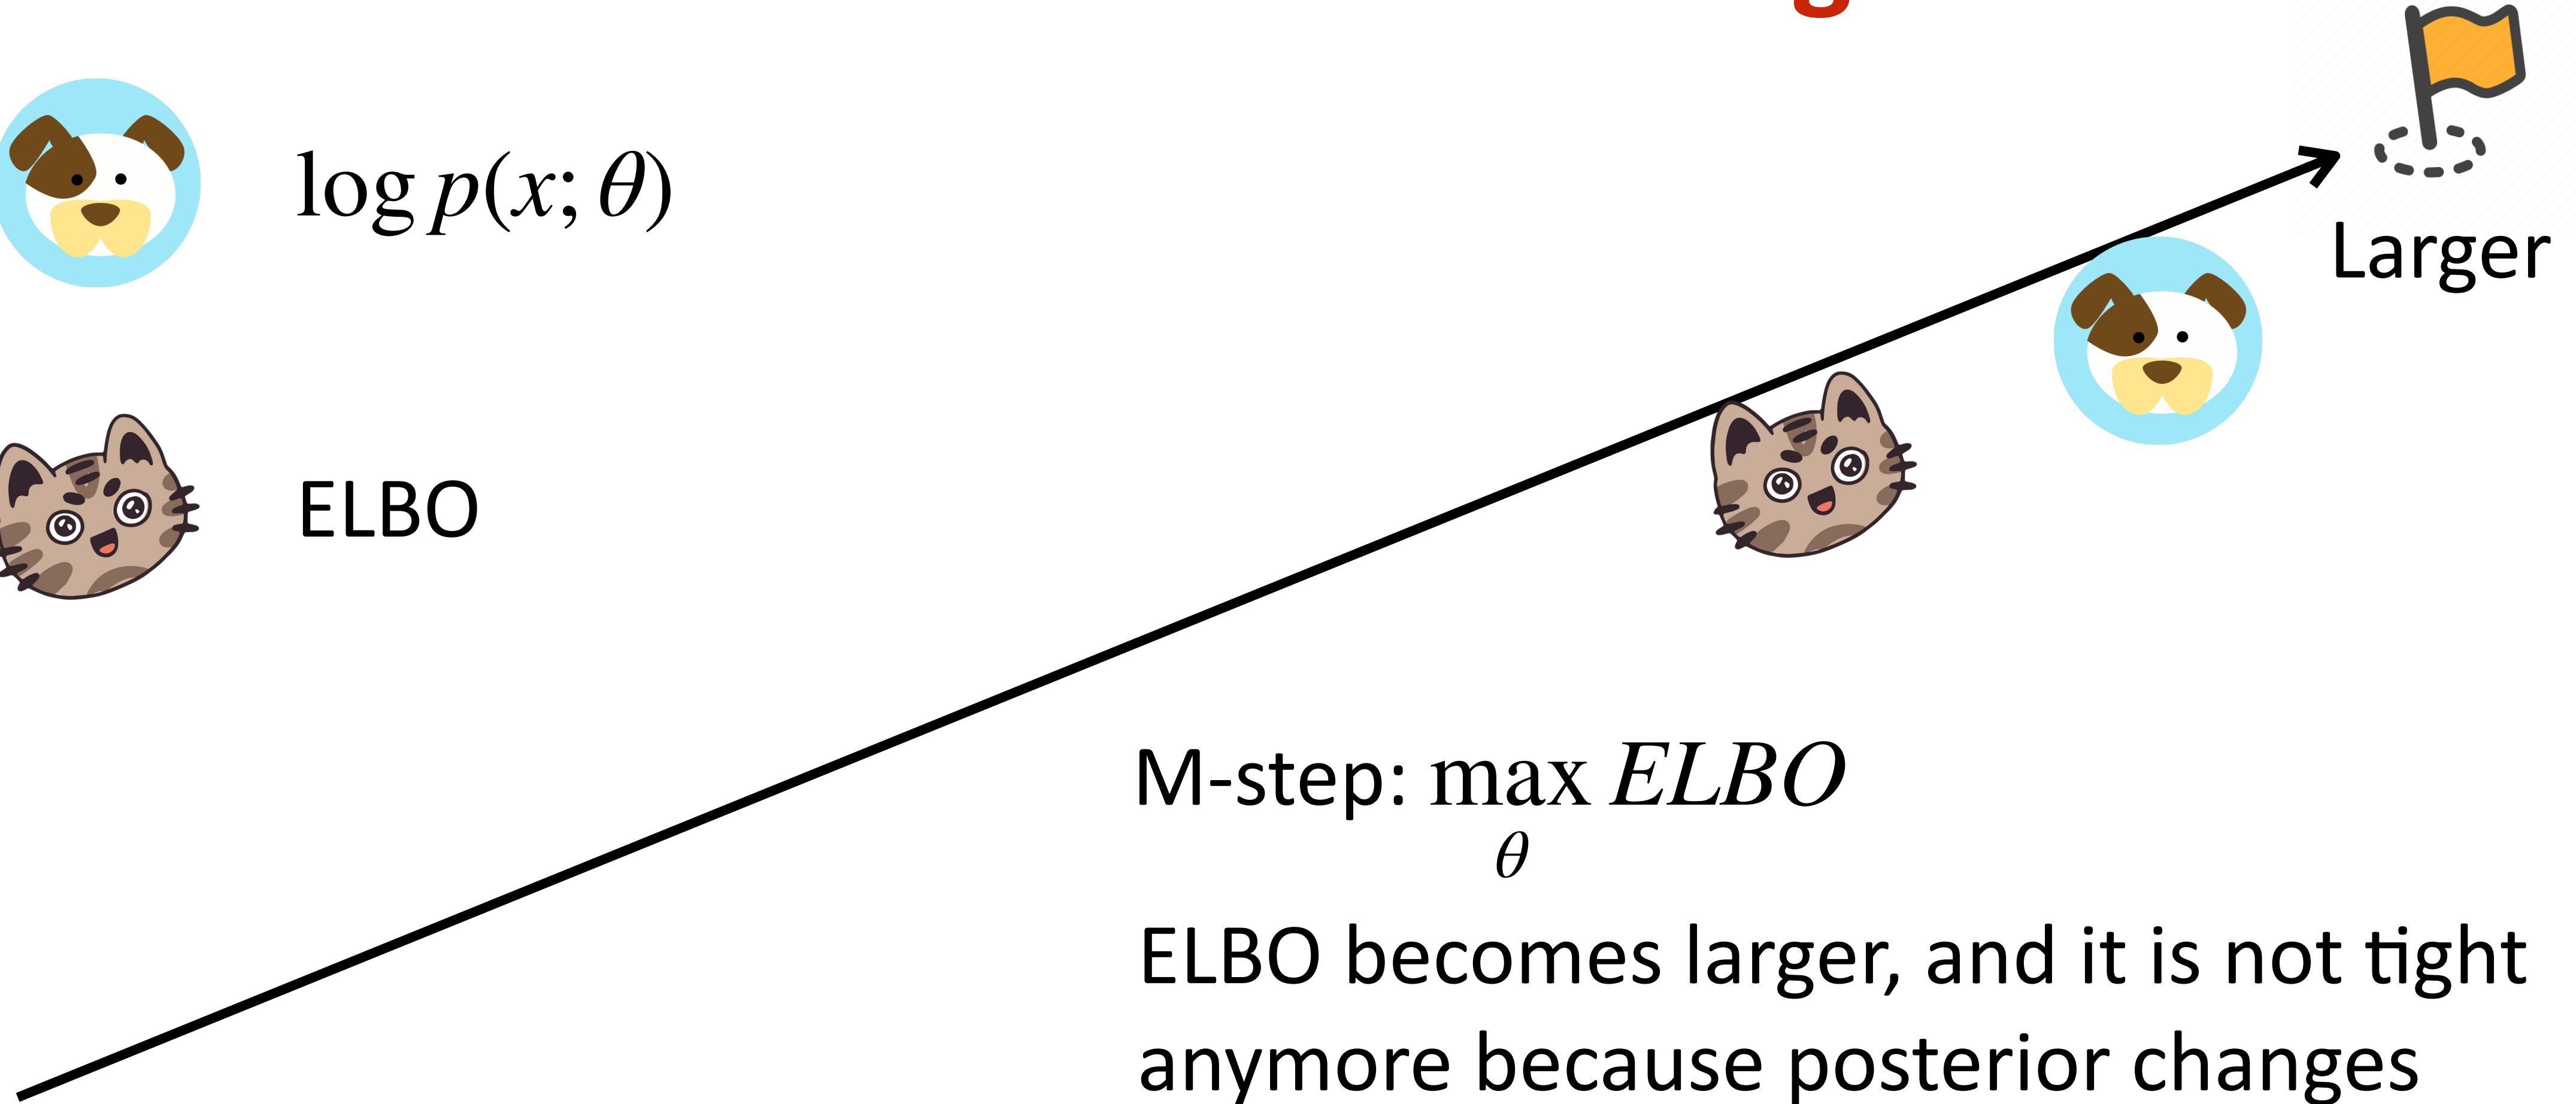 log p(x; θ)
Larger
ELBO
M-step: max ELBO
θ
ELBO becomes larger, and it is not tight
anymore because posterior changes